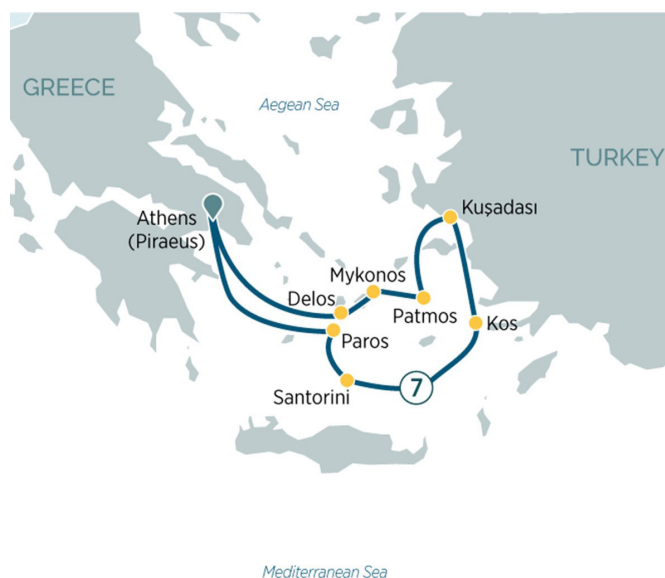 GREECE
Aegean Sea
TURKEY
Athens
(Piraeus)
Kuşadası
Mykonos
Delos
Patmos
Paros
Kos
Santorini
7
Mediterranean Sea